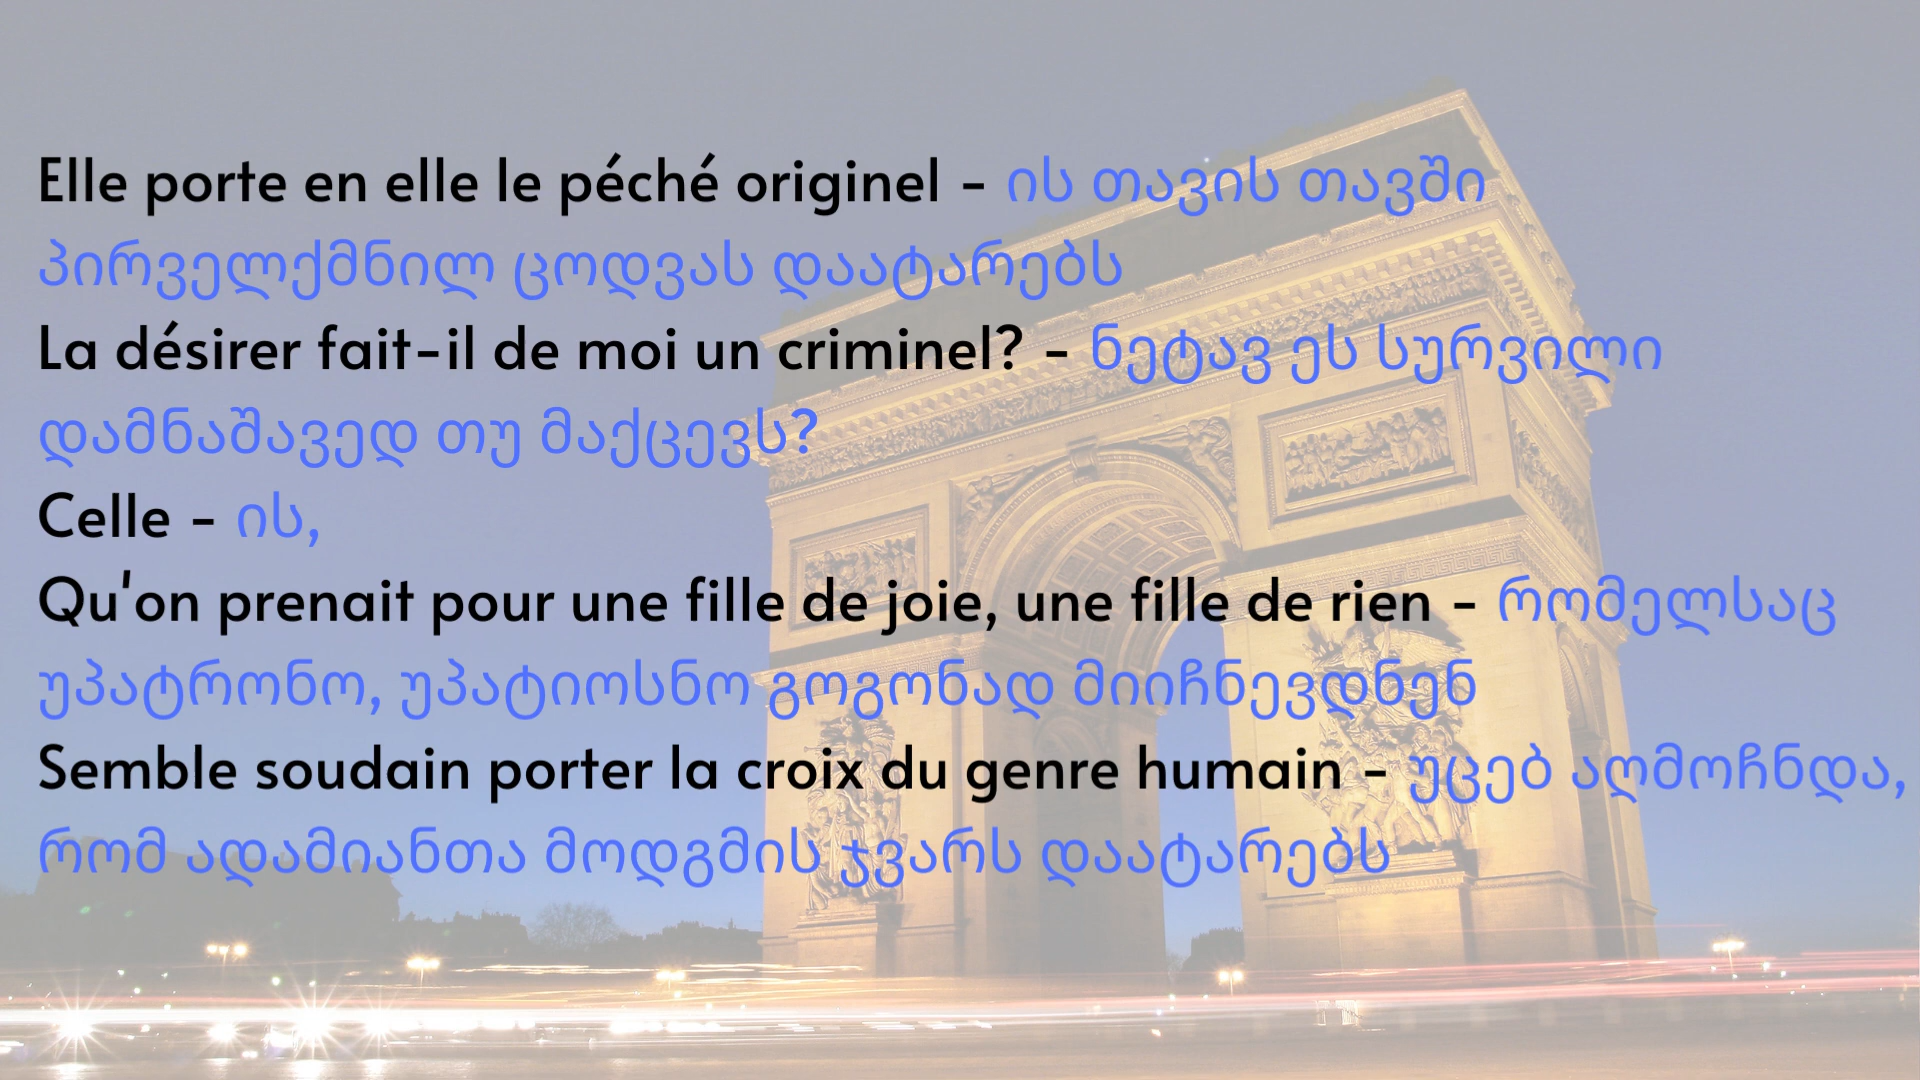 Elle porte en elle le péché originel - ის თავის თავში
პირველქმნილ ცოდვას დაატარებს
La désirer fait-il de moi un criminel? - ნეტავ ეს სურვილი
დამნაშავედ თუ მაქცევს?
Celle - ის,
Qu'on prenait pour une fille de joie, une fille de rien - რომელსაც
უპატრონო, უპატიოსნო გოგონად მიიჩნევდნენ
Semble soudain porter la croix du genre humain - უცებ აღმოჩნდა,
რომ ადამიანთა მოდგმის ჯვარს დაატარებს